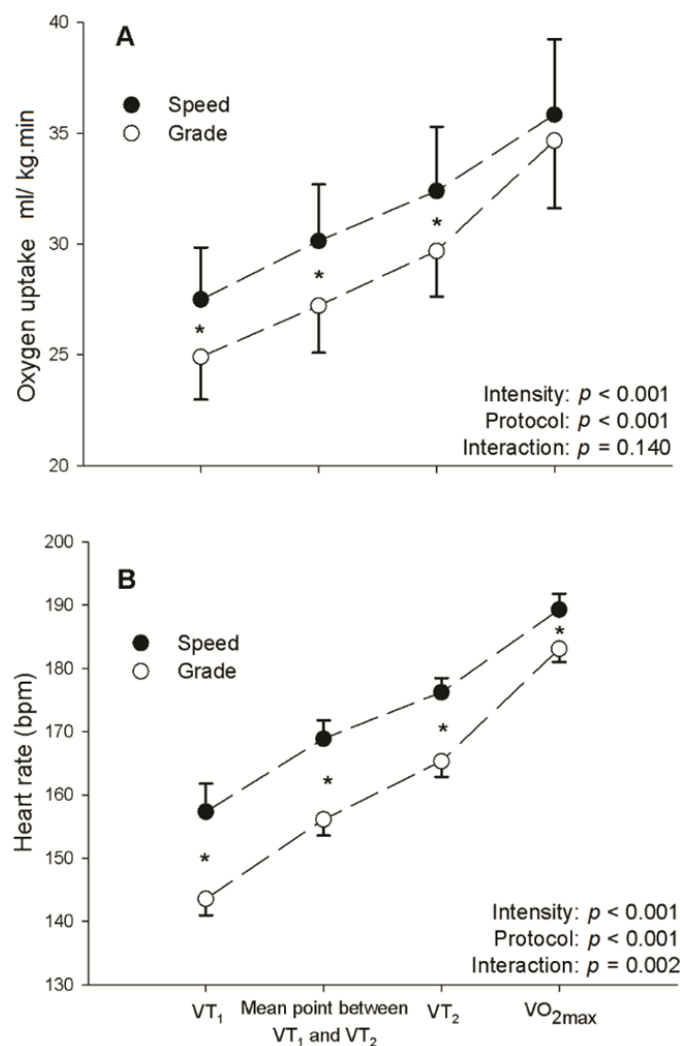 40
A
Speed
35
Grade
Oxygen uptake ml/ kg.min
30
*
*
*
25
Intensity: p < 0.001
Protocol: p < 0.001
Interaction: p = 0.140
20
200
B
190
Speed
*
Grade
180
Heart rate (bpm)
170
*
*
160
*
150
140
Intensity: p < 0.001
Protocol: p < 0.001
Interaction: p = 0.002
130
VT₁
Mean point between
VT₁ and VT₂
VT₂
VO₂max